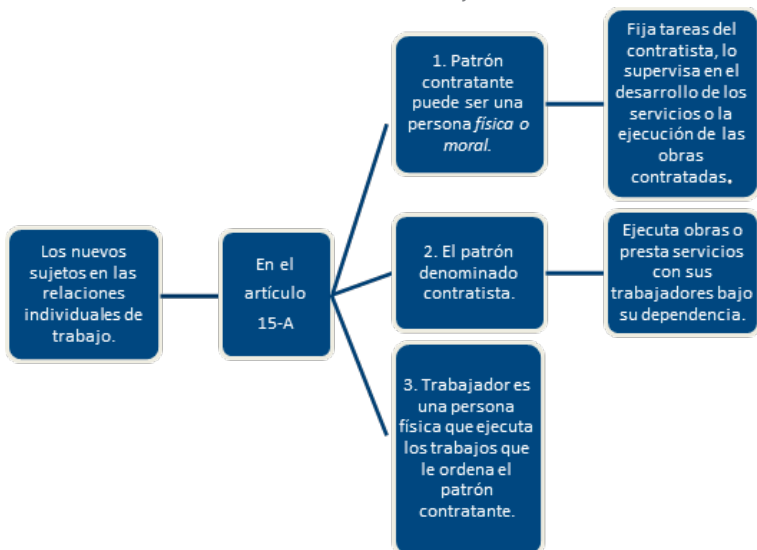 Los nuevos
sujetos en las
relaciones
individuales de
trabajo.
En el
artículo
15-A
1. Patrón
contratante
puede ser una
persona física o
moral.
Fija tareas del
contratista, lo
supervisa en el
desarrollo de los
servicios o la
ejecución de las
obras
contratadas.
2. El patrón
denominado
contratista.
Ejecuta obras o
presta servicios
con sus
trabajadores bajo
su dependencia.
3. Trabajador es
una persona
física que ejecuta
los trabajos que
le ordena el
patrón
contratante.